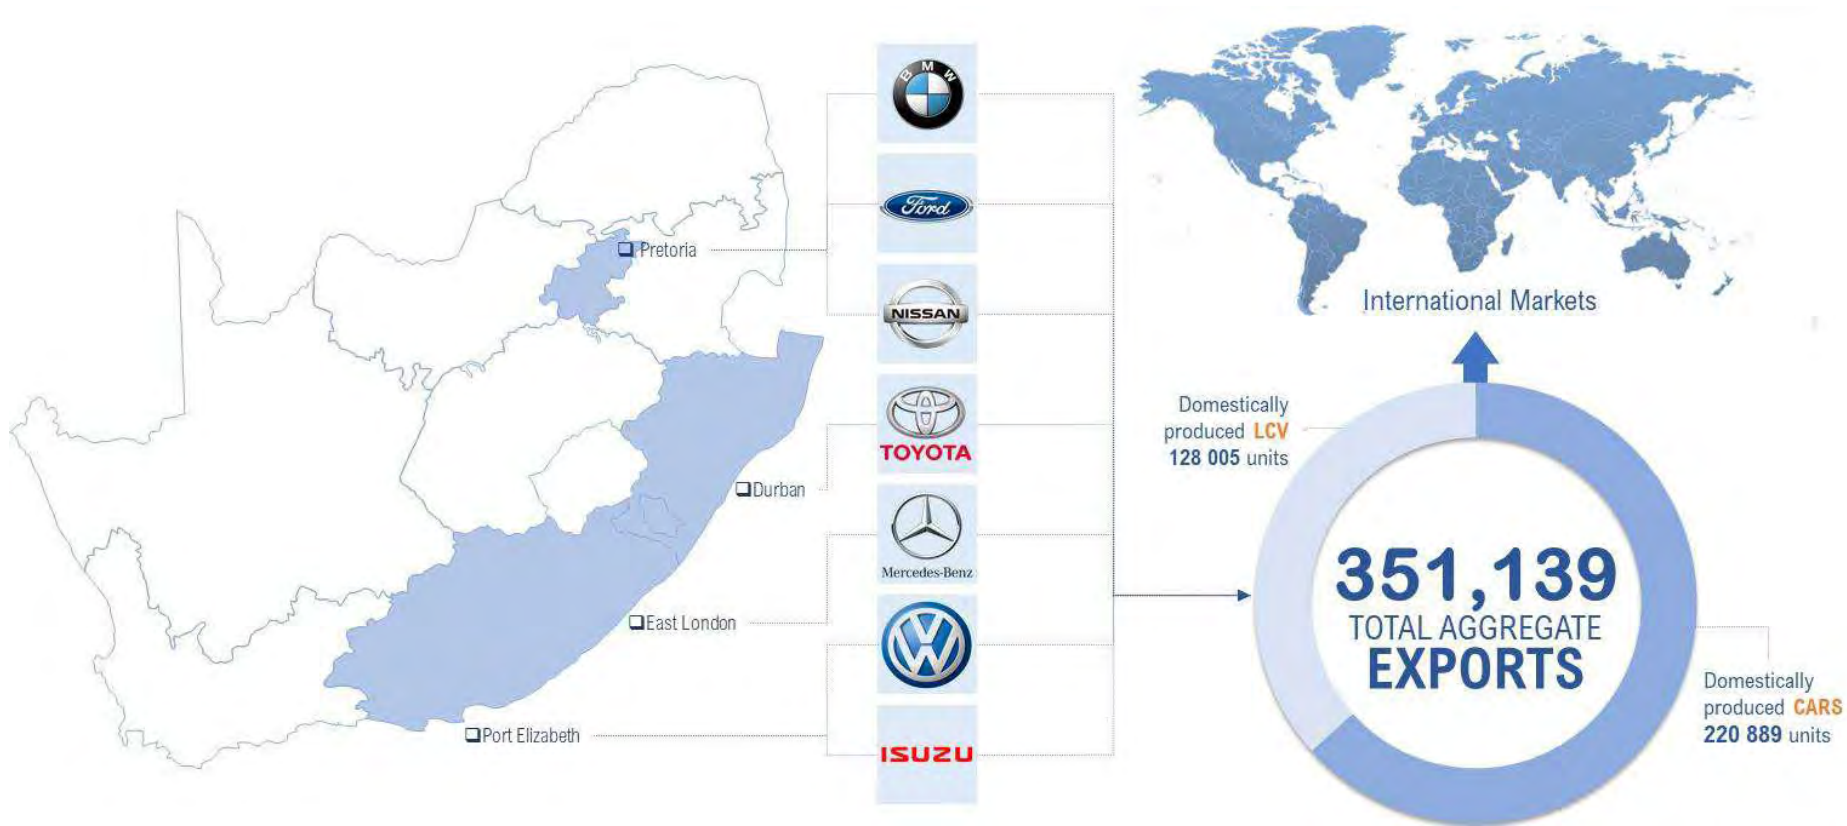 BMW
Ford
❑ Pretoria
NISSAN
International Markets
TOYOTA
Domestically
produced LCV
128 005 units
❑Durban
Mercedes-Benz
351,139
TOTAL AGGREGATE
EXPORTS
❑East London
Domestically
produced CARS
220 889 units
❑Port Elizabeth
ISUZU